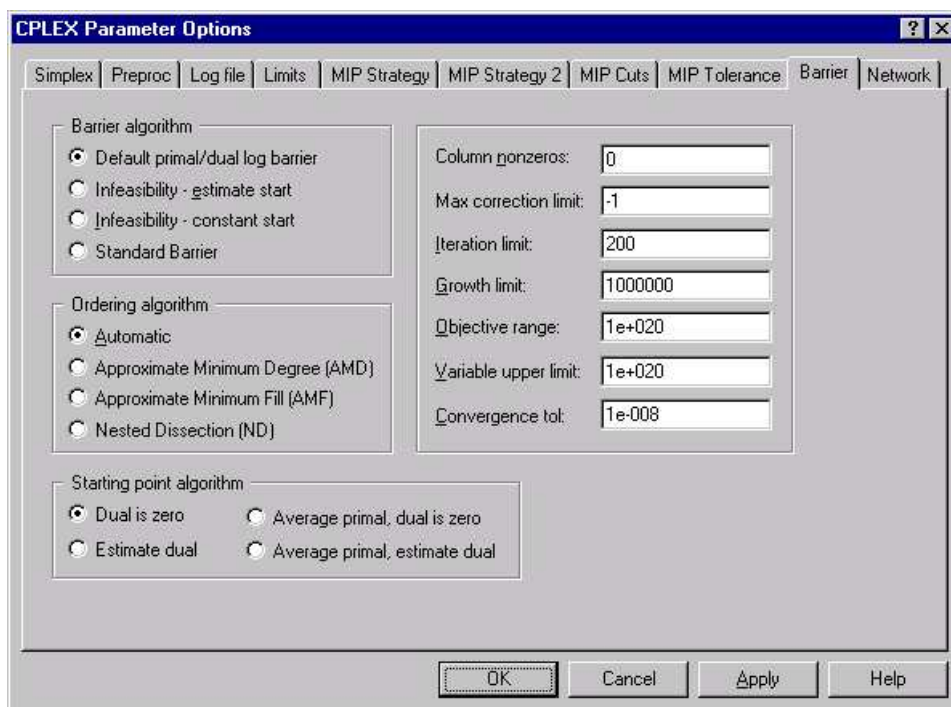 CPLEX Parameter Options
Simplex Preproc Log file Limits MIP Strategy MIP Strategy 2 MIP Cuts MIP Tolerance Barrier Network
Barrier algorithm
Default primal/dual log barrier
Infeasibility - estimate start
Infeasibility - constant start
Standard Barrier
Ordering algorithm
Automatic
Approximate Minimum Degree (AMD)
Approximate Minimum Fill (AMF)
Nested Dissection (ND)
Column nonzeros: 0
Max correction limit: -1
Iteration limit: 200
Growth limit: 1000000
Objective range: 1e+020
Variable upper limit: 1e+020
Convergence tol: 1e-008
Starting point algorithm
Dual is zero Average primal, dual is zero
Estimate dual Average primal, estimate dual
OK Cancel Apply Help